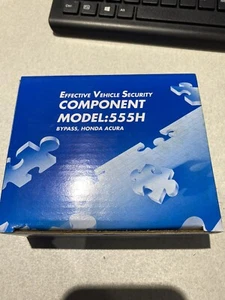 Effective Vehicle Security
COMPONENT
MODEL:555H
BYPASS, HONDA ACURA